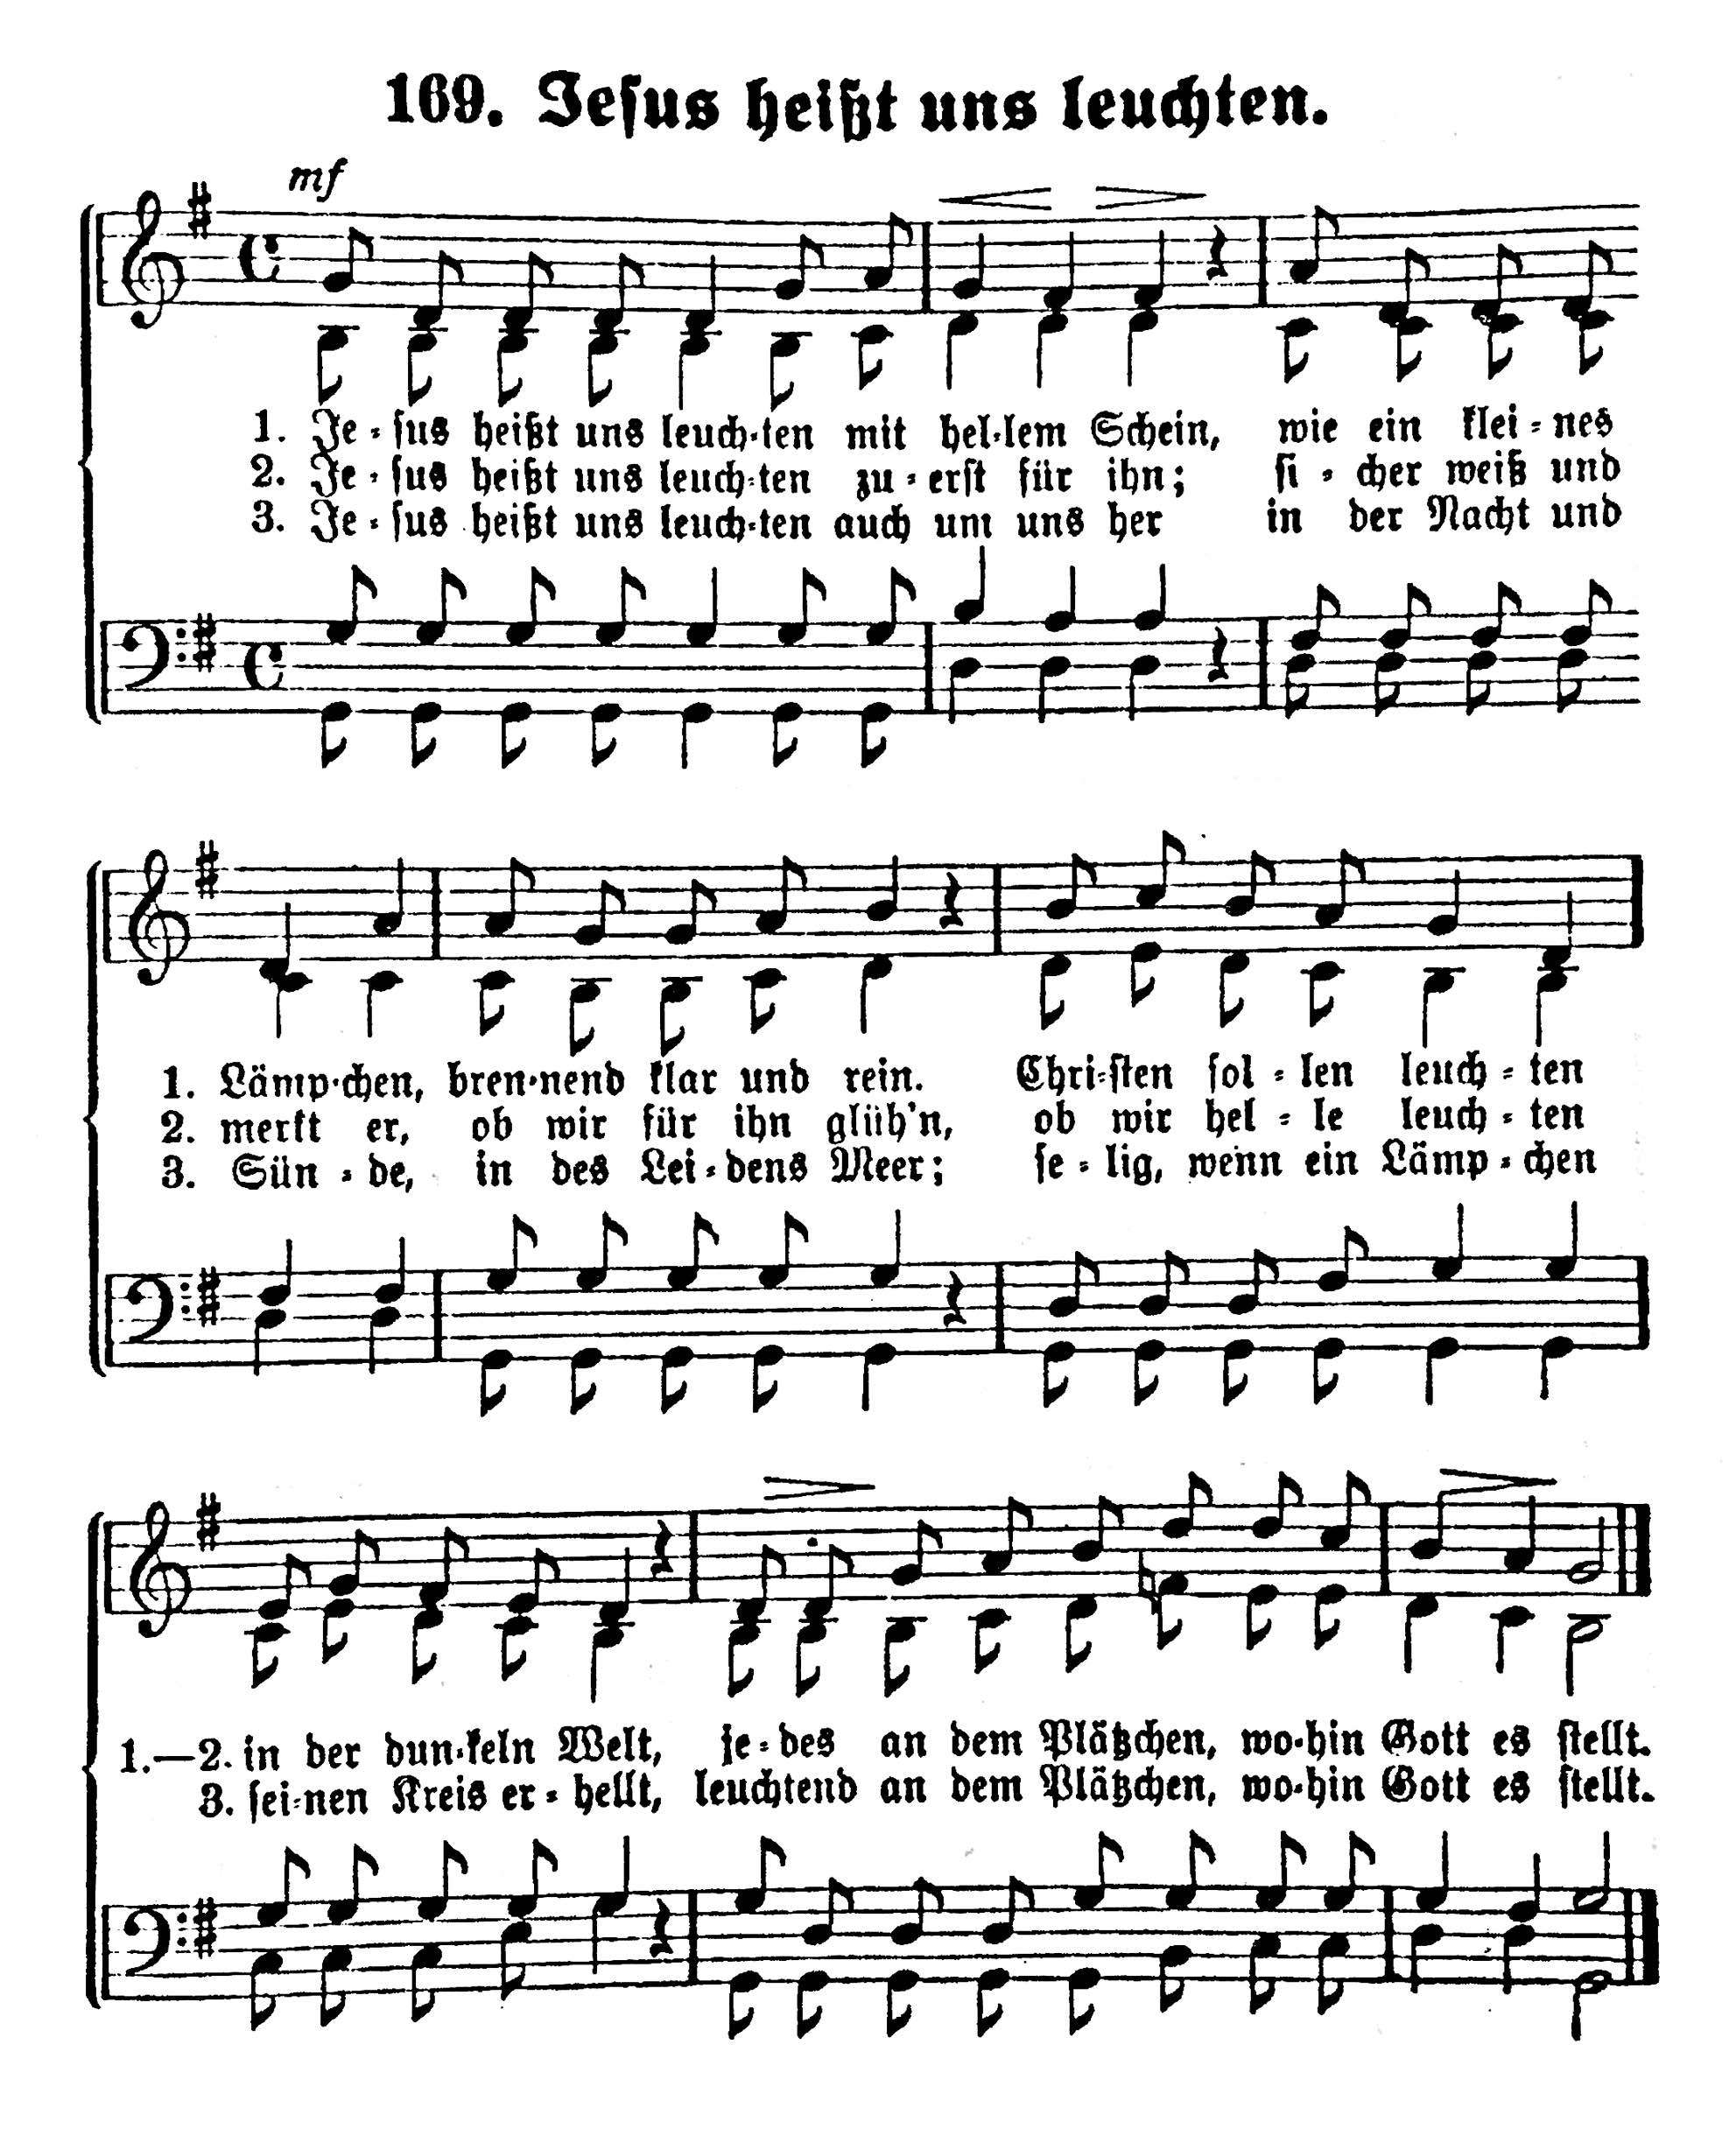 169. Jesus heißt uns leuchten.
mf
1. Je-sus heißt uns leuch-ten mit hel-lem Schein, wie ein klei-nes
2. Je-sus heißt uns leuch-ten zu-erst für ihn; si-cher weiß und
3. Je-sus heißt uns leuch-ten auch um uns her in der Nacht und
1. Lämp-chen, bren-nend klar und rein. Chri-sten sol-len leuch-ten
2. merkt er, ob wir für ihn glüh'n, ob wir hel-le leuch-ten
3. Sün-de, in des Lei-dens Meer; se-lig, wenn ein Lämp-chen
1.—2. in der dun-keln Welt, je-des an dem Plätzchen, wo-hin Gott es stellt.
3. sei-nen Kreis er-hellt, leuchtend an dem Plätzchen, wo-hin Gott es stellt.